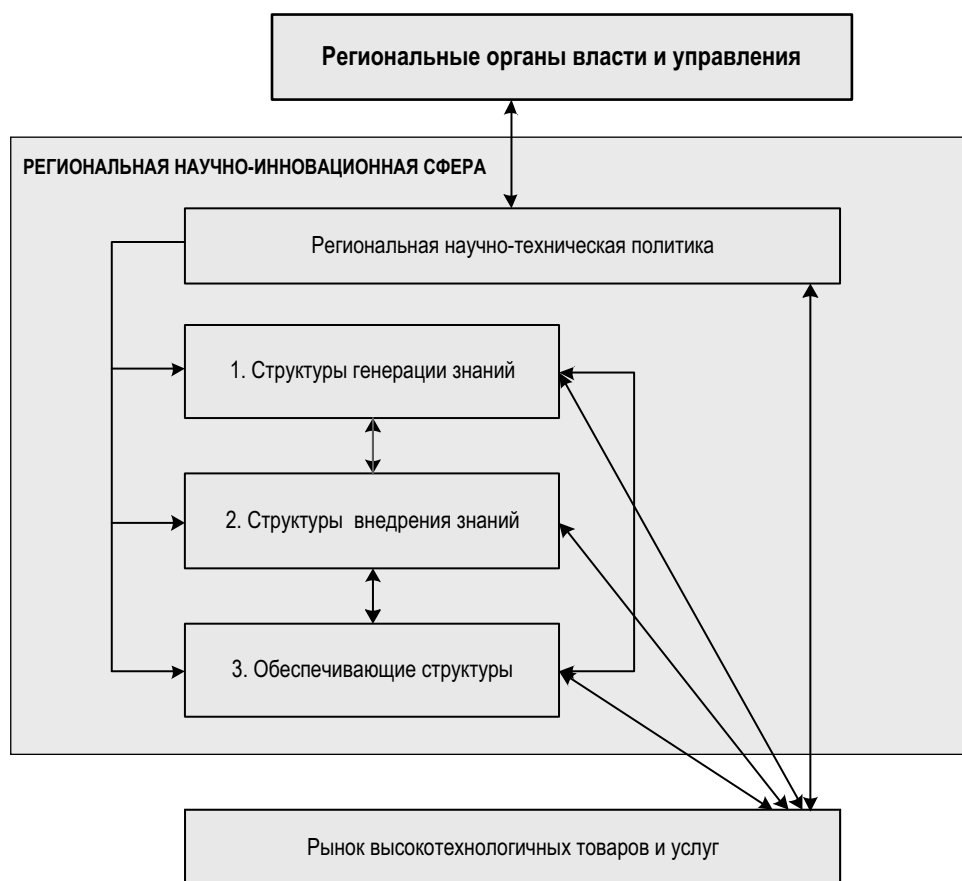 Региональные органы власти и управления
РЕГИОНАЛЬНАЯ НАУЧНО-ИННОВАЦИОННАЯ СФЕРА
Региональная научно-техническая политика
1. Структуры генерации знаний
2. Структуры внедрения знаний
3. Обеспечивающие структуры
Рынок высокотехнологичных товаров и услуг